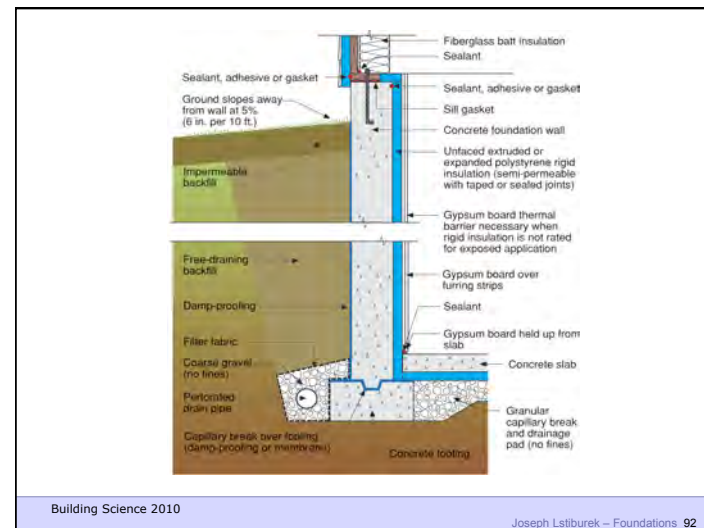 Fiberglass batt insulation
Sealant
Sealant, adhesive or gasket
Sealant, adhesive or gasket
Ground slopes away
from wall at 5%
(6 in. per 10 ft.)
Sill gasket
Concrete foundation wall
Unfaced extruded or
expanded polystyrene rigid
insulation (semi-permeable
with taped or sealed joints)
Impermeable
backfill
Gypsum board thermal
barrier necessary when
rigid insulation is not rated
for exposed application
Free-draining
backfill
Gypsum board over
furring strips
Damp-proofing
Sealant
Gypsum board held up from
slab
Filter fabric
Concrete slab
Coarse gravel
(no fines)
Perforated
drain pipe
Granular
capillary break
and drainage
pad (no fines)
Capillary break over footing
(damp-proofing or membrane)
Concrete footing
Building Science 2010
Joseph Lstiburek – Foundations 92